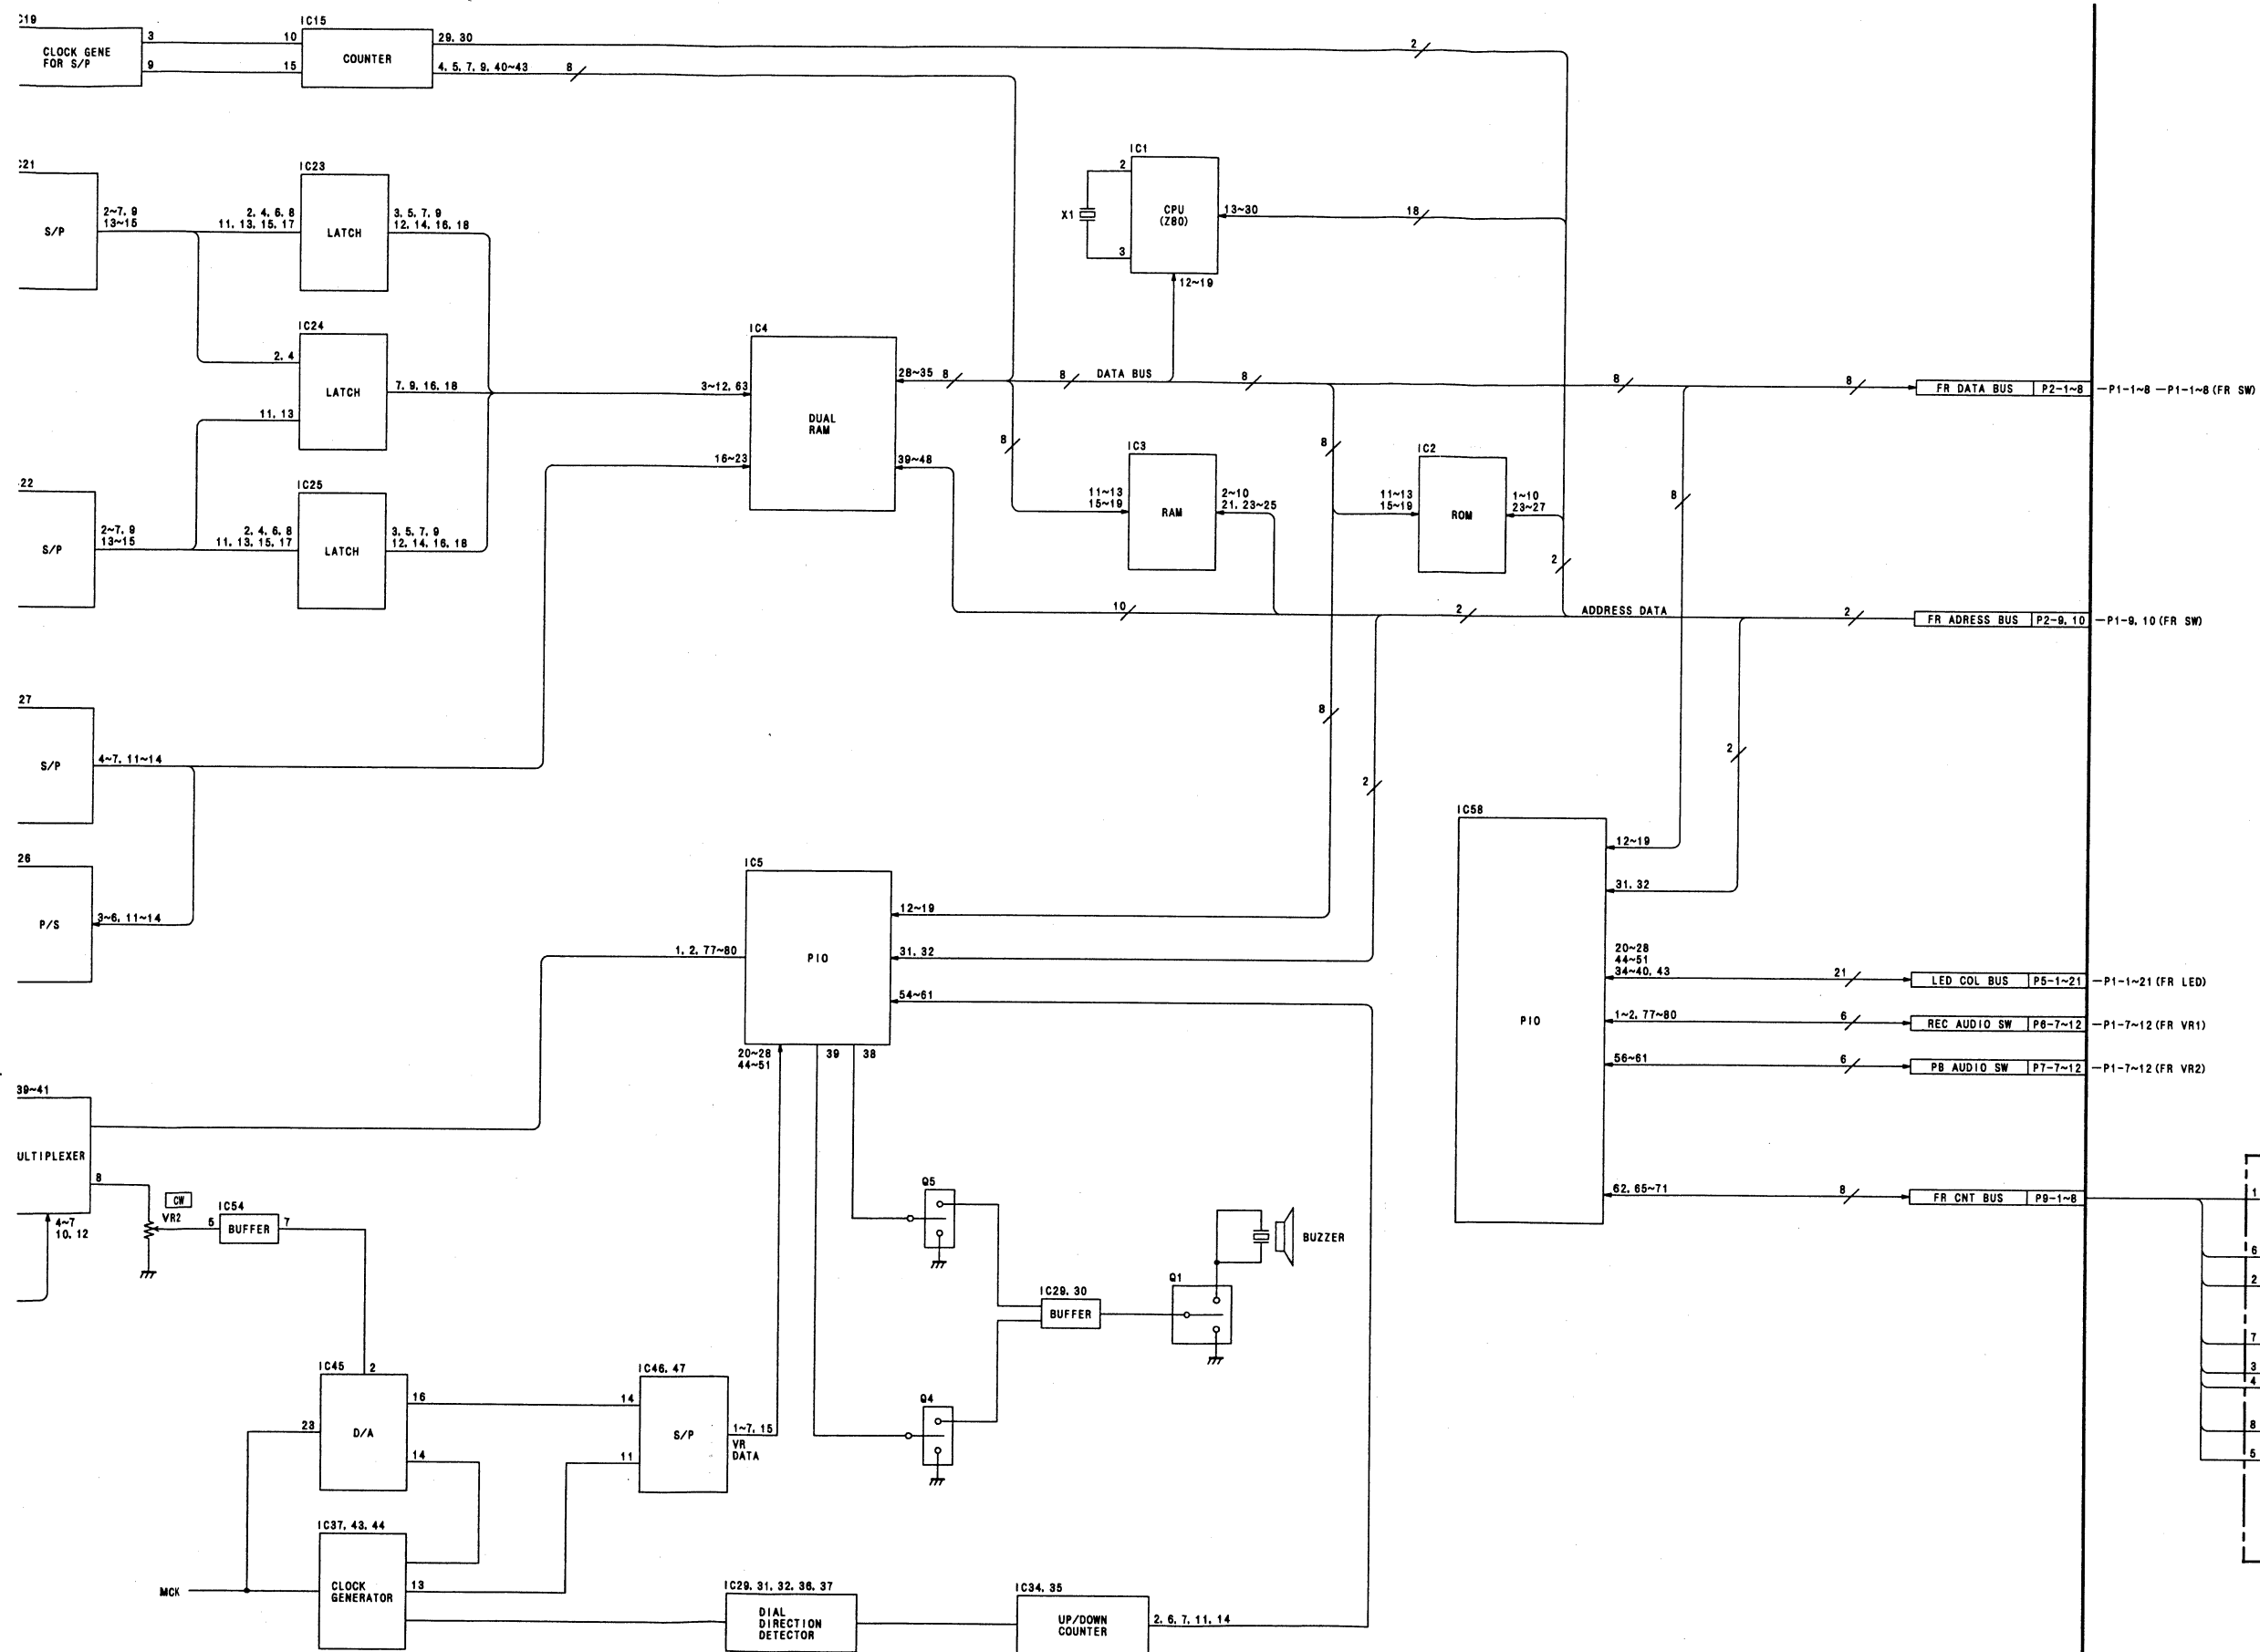 C19
CLOCK GENE
FOR S/P
3
9
10
15
IC15
COUNTER
29. 30
4. 5. 7. 9. 40~43
8
2
C21
S/P
2~7. 9
13~15
2. 4. 6. 8
11. 13. 15. 17
IC23
LATCH
3. 5. 7. 9
12. 14. 16. 18
IC24
2. 4
LATCH
7. 9. 16. 18
11. 13
22
S/P
2~7. 9
13~15
2. 4. 6. 8
11. 13. 15. 17
IC25
LATCH
3. 5. 7. 9
12. 14. 16. 18
IC1
2
X1
3
CPU
(Z80)
13~30
18
12~19
IC4
3~12. 63
16~23
DUAL
RAM
28~35
8
8
DATA BUS
8
8
8
FR DATA BUS
P2-1~8
—P1-1~8 —P1-1~8 (FR SW)
39~48
8
IC3
11~13
15~19
RAM
2~10
21. 23~25
8
IC2
11~13
15~19
ROM
1~10
23~27
8
2
10
2
ADDRESS DATA
2
FR ADRESS BUS
P2-9. 10
—P1-9. 10 (FR SW)
27
S/P
4~7. 11~14
8
2
2
26
P/S
3~6. 11~14
IC5
1. 2. 77~80
PIO
12~19
31. 32
54~61
20~28
44~51
39
38
IC58
PIO
12~19
31. 32
20~28
44~51
34~40. 43
21
LED COL BUS
P5-1~21
—P1-1~21 (FR LED)
1~2. 77~80
6
REC AUDIO SW
P6-7~12
—P1-7~12 (FR VR1)
56~61
6
PB AUDIO SW
P7-7~12
—P1-7~12 (FR VR2)
62. 65~71
8
FR CNT BUS
P9-1~8
1
6
2
7
3
4
8
5
39~41
ULTIPLEXER
8
4~7
10. 12
CW
VR2
5
IC54
BUFFER
7
Q5
Q4
IC29. 30
BUFFER
Q1
BUZZER
IC45
2
23
D/A
16
14
IC46. 47
14
11
S/P
1~7. 15
VR
DATA
MCK
IC37. 43. 44
CLOCK
GENERATOR
13
IC29. 31. 32. 36. 37
DIAL
DIRECTION
DETECTOR
IC34. 35
UP/DOWN
COUNTER
2. 6. 7. 11. 14